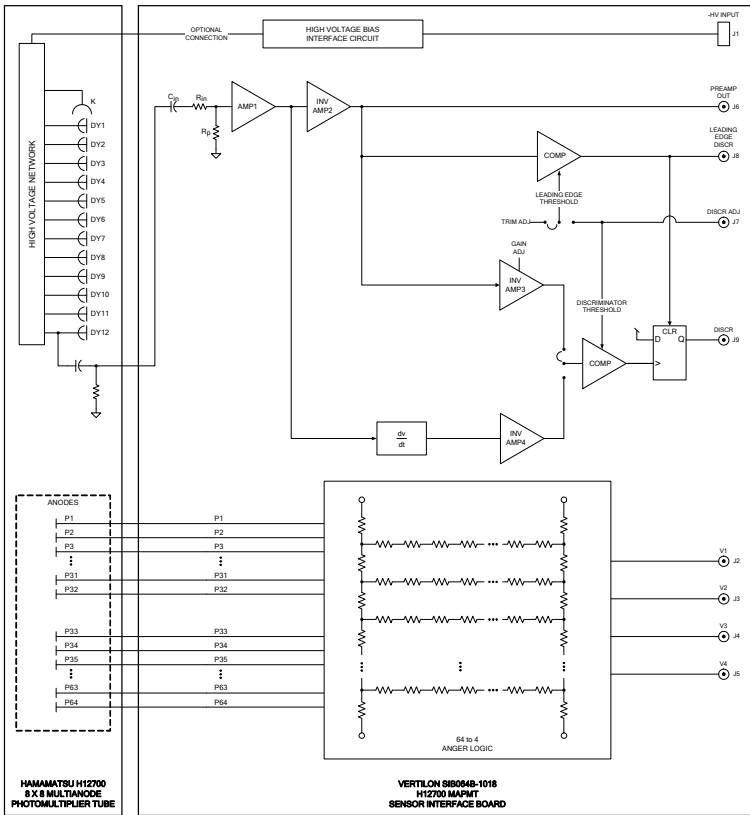 -HV INPUT
J1
OPTIONAL
CONNECTION
HIGH VOLTAGE BIAS
INTERFACE CIRCUIT
HIGH VOLTAGE NETWORK
K
DY1
DY2
DY3
DY4
DY5
DY6
DY7
DY8
DY9
DY10
DY11
DY12
Cin
Rin
Rp
AMP1
INV
AMP2
PREAMP
OUT
J6
COMP
LEADING
EDGE
DISCR
J8
LEADING EDGE
THRESHOLD
TRIM ADJ
DISCR ADJ
J7
GAIN
ADJ
INV
AMP3
DISCRIMINATOR
THRESHOLD
COMP
CLR
D Q
>
DISCR
J9
dv
dt
INV
AMP4
ANODES
P1 P1
P2 P2
P3 P3
P31 P31
P32 P32
P33 P33
P34 P34
P35 P35
P63 P63
P64 P64
V1
J2
V2
J3
V3
J4
V4
J5
64 to 4
ANGER LOGIC
HAMAMATSU H12700
8 X 8 MULTIANODE
PHOTOMULTIPLIER TUBE
VERTILON SIB064B-1018
H12700 MAPMT
SENSOR INTERFACE BOARD